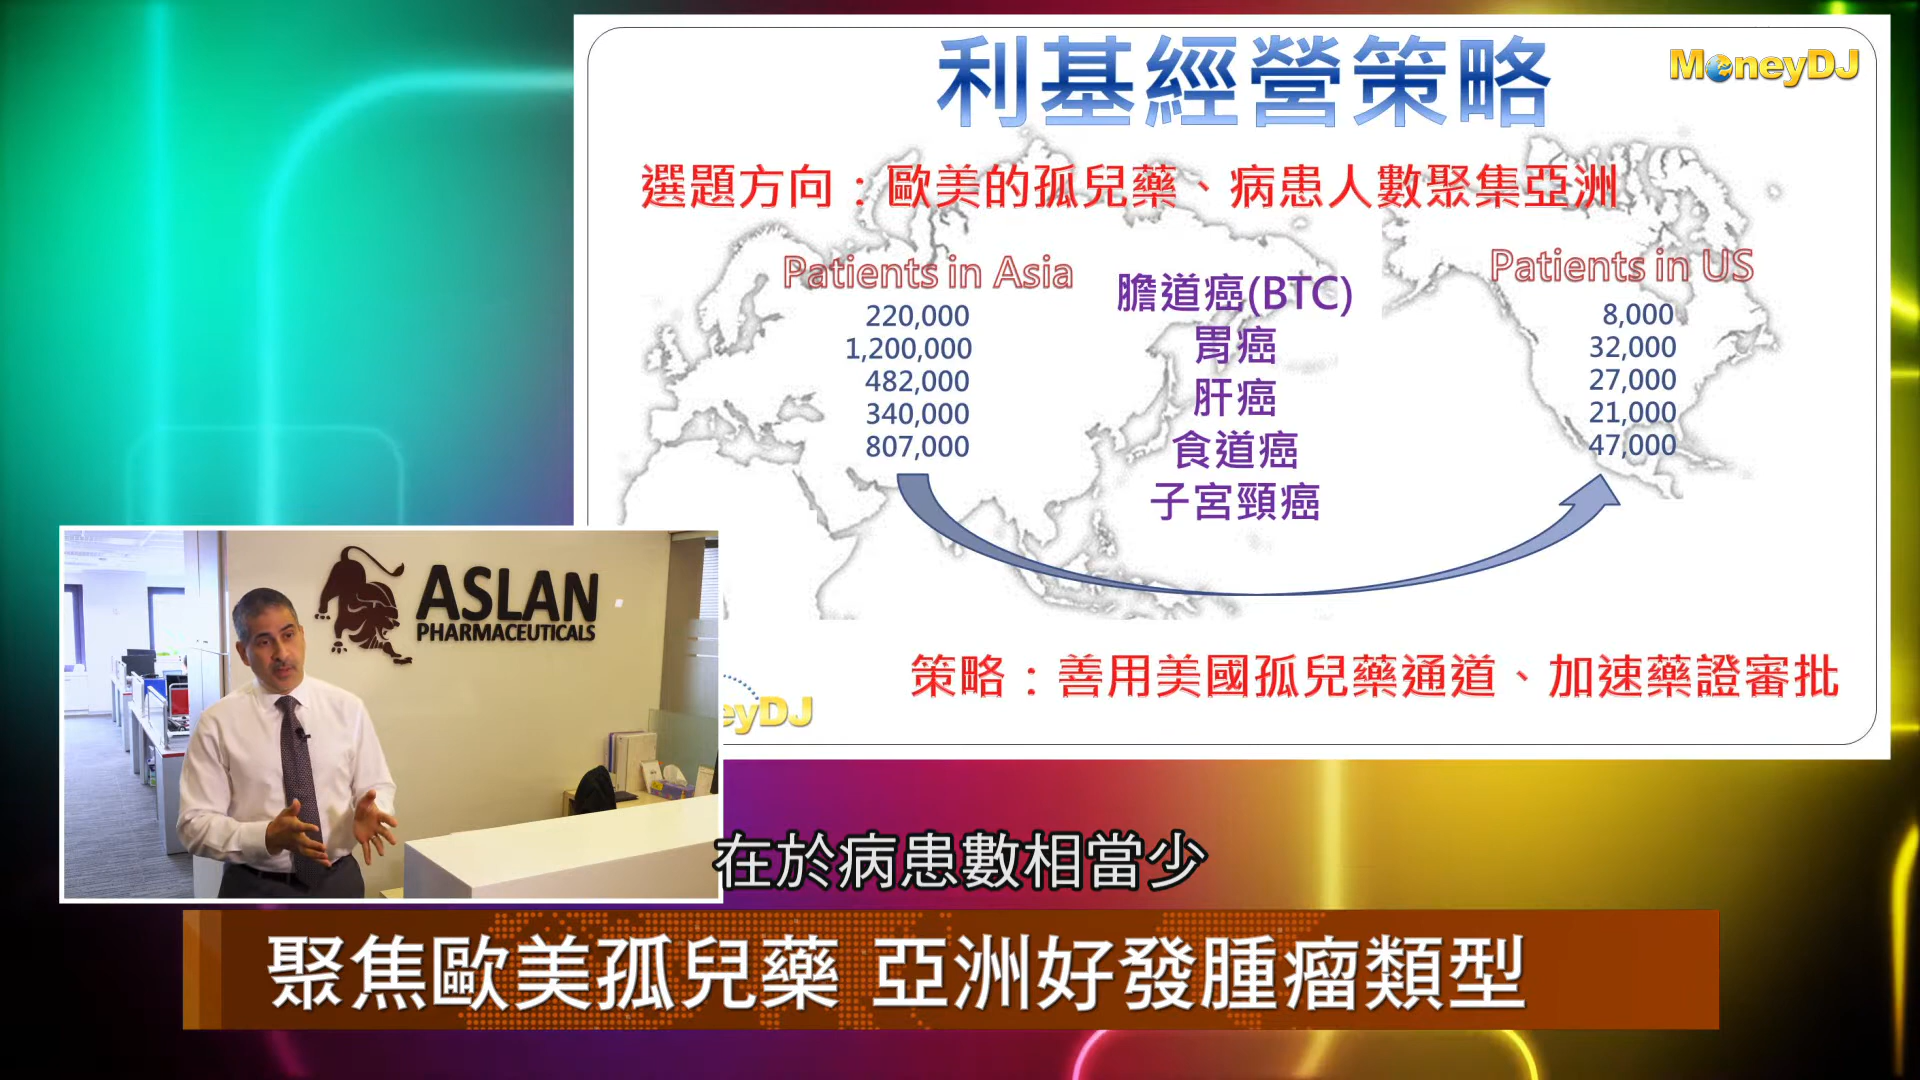 利基經營策略
MoneyDJ
選題方向：歐美的孤兒藥、病患人數聚集亞洲
Patients in Asia
220,000
1,200,000
482,000
340,000
807,000
膽道癌(BTC)
胃癌
肝癌
食道癌
子宮頸癌
Patients in US
8,000
32,000
27,000
21,000
47,000
策略：善用美國孤兒藥通道、加速藥證審批
eyDJ
ASLAN
PHARMACEUTICALS
在於病患數相當少
聚焦歐美孤兒藥 亞洲好發腫瘤類型